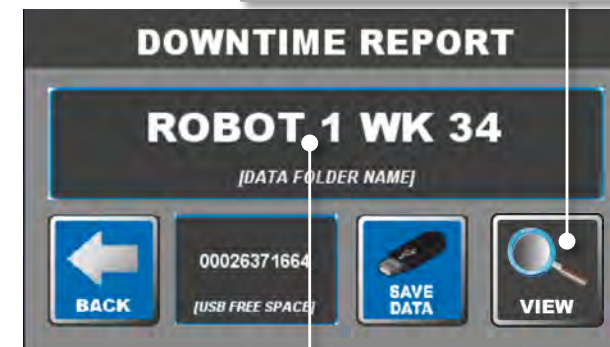 DOWNTIME REPORT
ROBOT 1 WK 34
[DATA FOLDER NAME]
BACK
00026371664
[USB FREE SPACE]
SAVE
DATA
VIEW